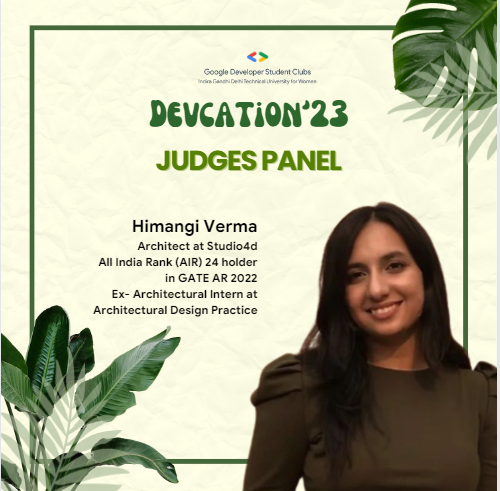 Google Developer Student Clubs
Indira Gandhi Delhi Technical University for Women
DEVCATiON'23
JUDGES PANEL
Himangi Verma
Architect at Studio4d
All India Rank (AIR) 24 holder
in GATE AR 2022
Ex- Architectural Intern at
Architectural Design Practice